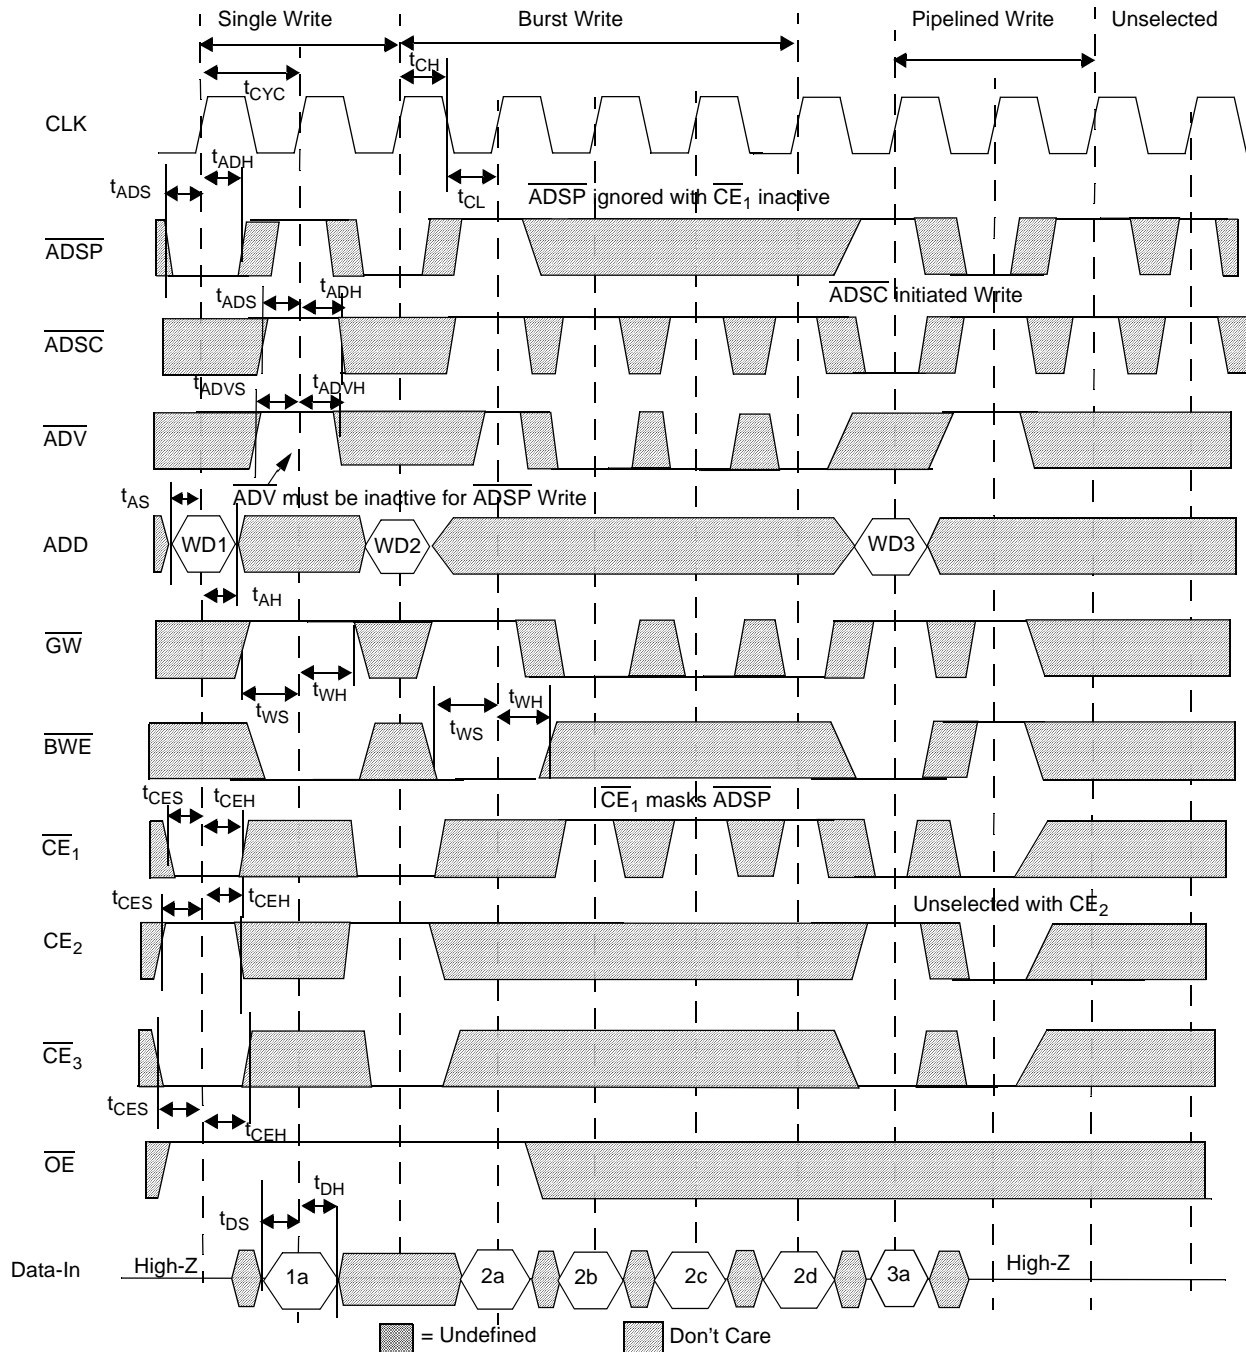 Single Write Burst Write Pipelined Write Unselected
tCH
tCYC
CLK
tADH
tADS
tCL
ADSP ignored with CE1 inactive
ADSP
tADS tADH
ADSC initiated Write
ADSC
tADVS tADVH
ADV
tAS
ADV must be inactive for ADSP Write
ADD WD1 WD2 WD3
tAH
GW
tWS tWH
tWS tWH
BWE
tCES tCEH
CE1 masks ADSP
CE1
tCES tCEH
Unselected with CE2
CE2
CE3
tCES tCEH
OE
tDH
tDS
Data-In High-Z 1a 2a 2b 2c 2d 3a High-Z
= Undefined Don't Care